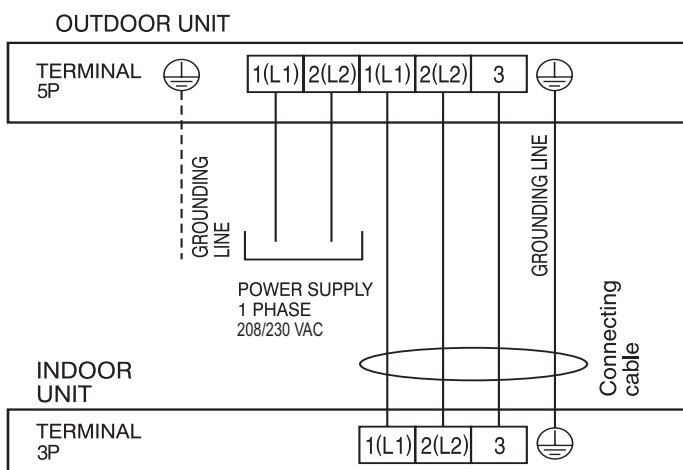 OUTDOOR UNIT
TERMINAL
5P
1(L1) 2(L2) 1(L1) 2(L2) 3
GROUNDING
LINE
GROUNDING LINE
POWER SUPPLY
1 PHASE
208/230 VAC
Connecting
cable
INDOOR
UNIT
TERMINAL
3P
1(L1) 2(L2) 3